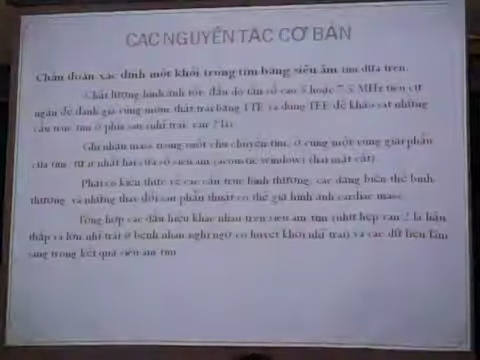 CÁC NGUYÊN TẮC CƠ BẢN
Chẩn đoán xác định một khối trong tim bằng siêu âm tim dựa trên:
Chất lượng hình ảnh tốt: đầu dò tần số cao 5 hoặc 7.5 MHz tiêu cự
ngắn để đánh giá vùng mỏm thất trái bằng TTE và dùng TEE để khảo sát những
cấu trúc tim ở phía sau (nhĩ trái, van 2 lá)
Ghi nhận mass trong một chu chuyển tim, ở cùng một vùng giải phẫu
của tim, từ ít nhất hai cửa sổ siêu âm (acoustic window) (hai mặt cắt).
Phải có kiến thức về các cấu trúc bình thường, các dạng biến thể bình
thường và những thay đổi sau phẫu thuật có thể giả hình ảnh cardiac mass.
Tổng hợp các dấu hiệu khác nhau trên siêu âm tim (như hẹp van 2 lá hậu
thấp và lớn nhĩ trái ở bệnh nhân nghi ngờ có huyết khối nhĩ trái) và các dữ liệu lâm
sàng trong kết quả siêu âm tim